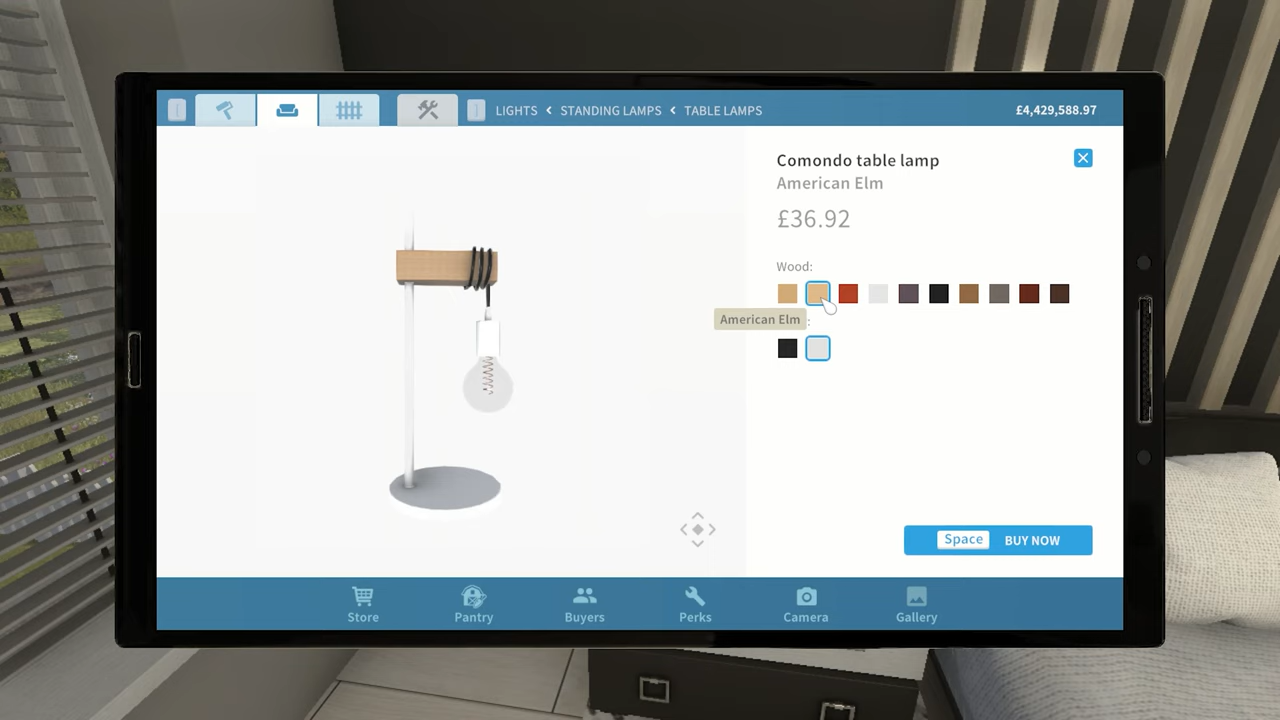 LIGHTS < STANDING LAMPS < TABLE LAMPS £4,429,588.97
Comondo table lamp
American Elm
£36.92
Wood:
American Elm :
Space BUY NOW
Store Pantry Buyers Perks Camera Gallery